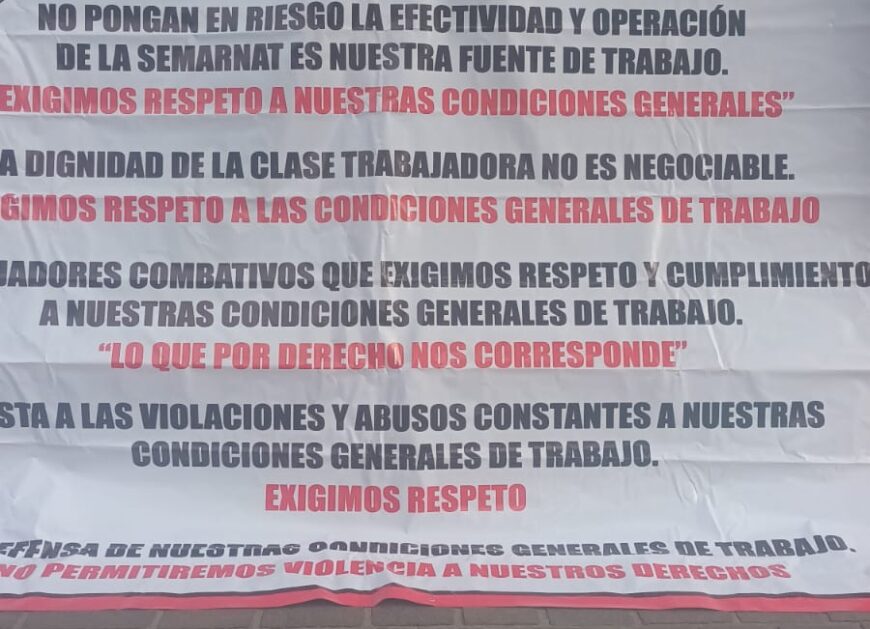 NO PONGAN EN RIESGO LA EFECTIVIDAD Y OPERACIÓN
DE LA SEMARNAT ES NUESTRA FUENTE DE TRABAJO.
EXIGIMOS RESPETO A NUESTRAS CONDICIONES GENERALES”
A DIGNIDAD DE LA CLASE TRABAJADORA NO ES NEGOCIABLE.
GIMOS RESPETO A LAS CONDICIONES GENERALES DE TRABAJO
JADORES COMBATIVOS QUE EXIGIMOS RESPETO Y CUMPLIMIENTO
A NUESTRAS CONDICIONES GENERALES DE TRABAJO.
“LO QUE POR DERECHO NOS CORRESPONDE”
STA A LAS VIOLACIONES Y ABUSOS CONSTANTES A NUESTRAS
CONDICIONES GENERALES DE TRABAJO.
EXIGIMOS RESPETO
EFENSA DE NUESTRAS CONDICIONES GENERALES DE TRABAJO.
NO PERMITIREMOS VIOLENCIA A NUESTROS DERECHOS